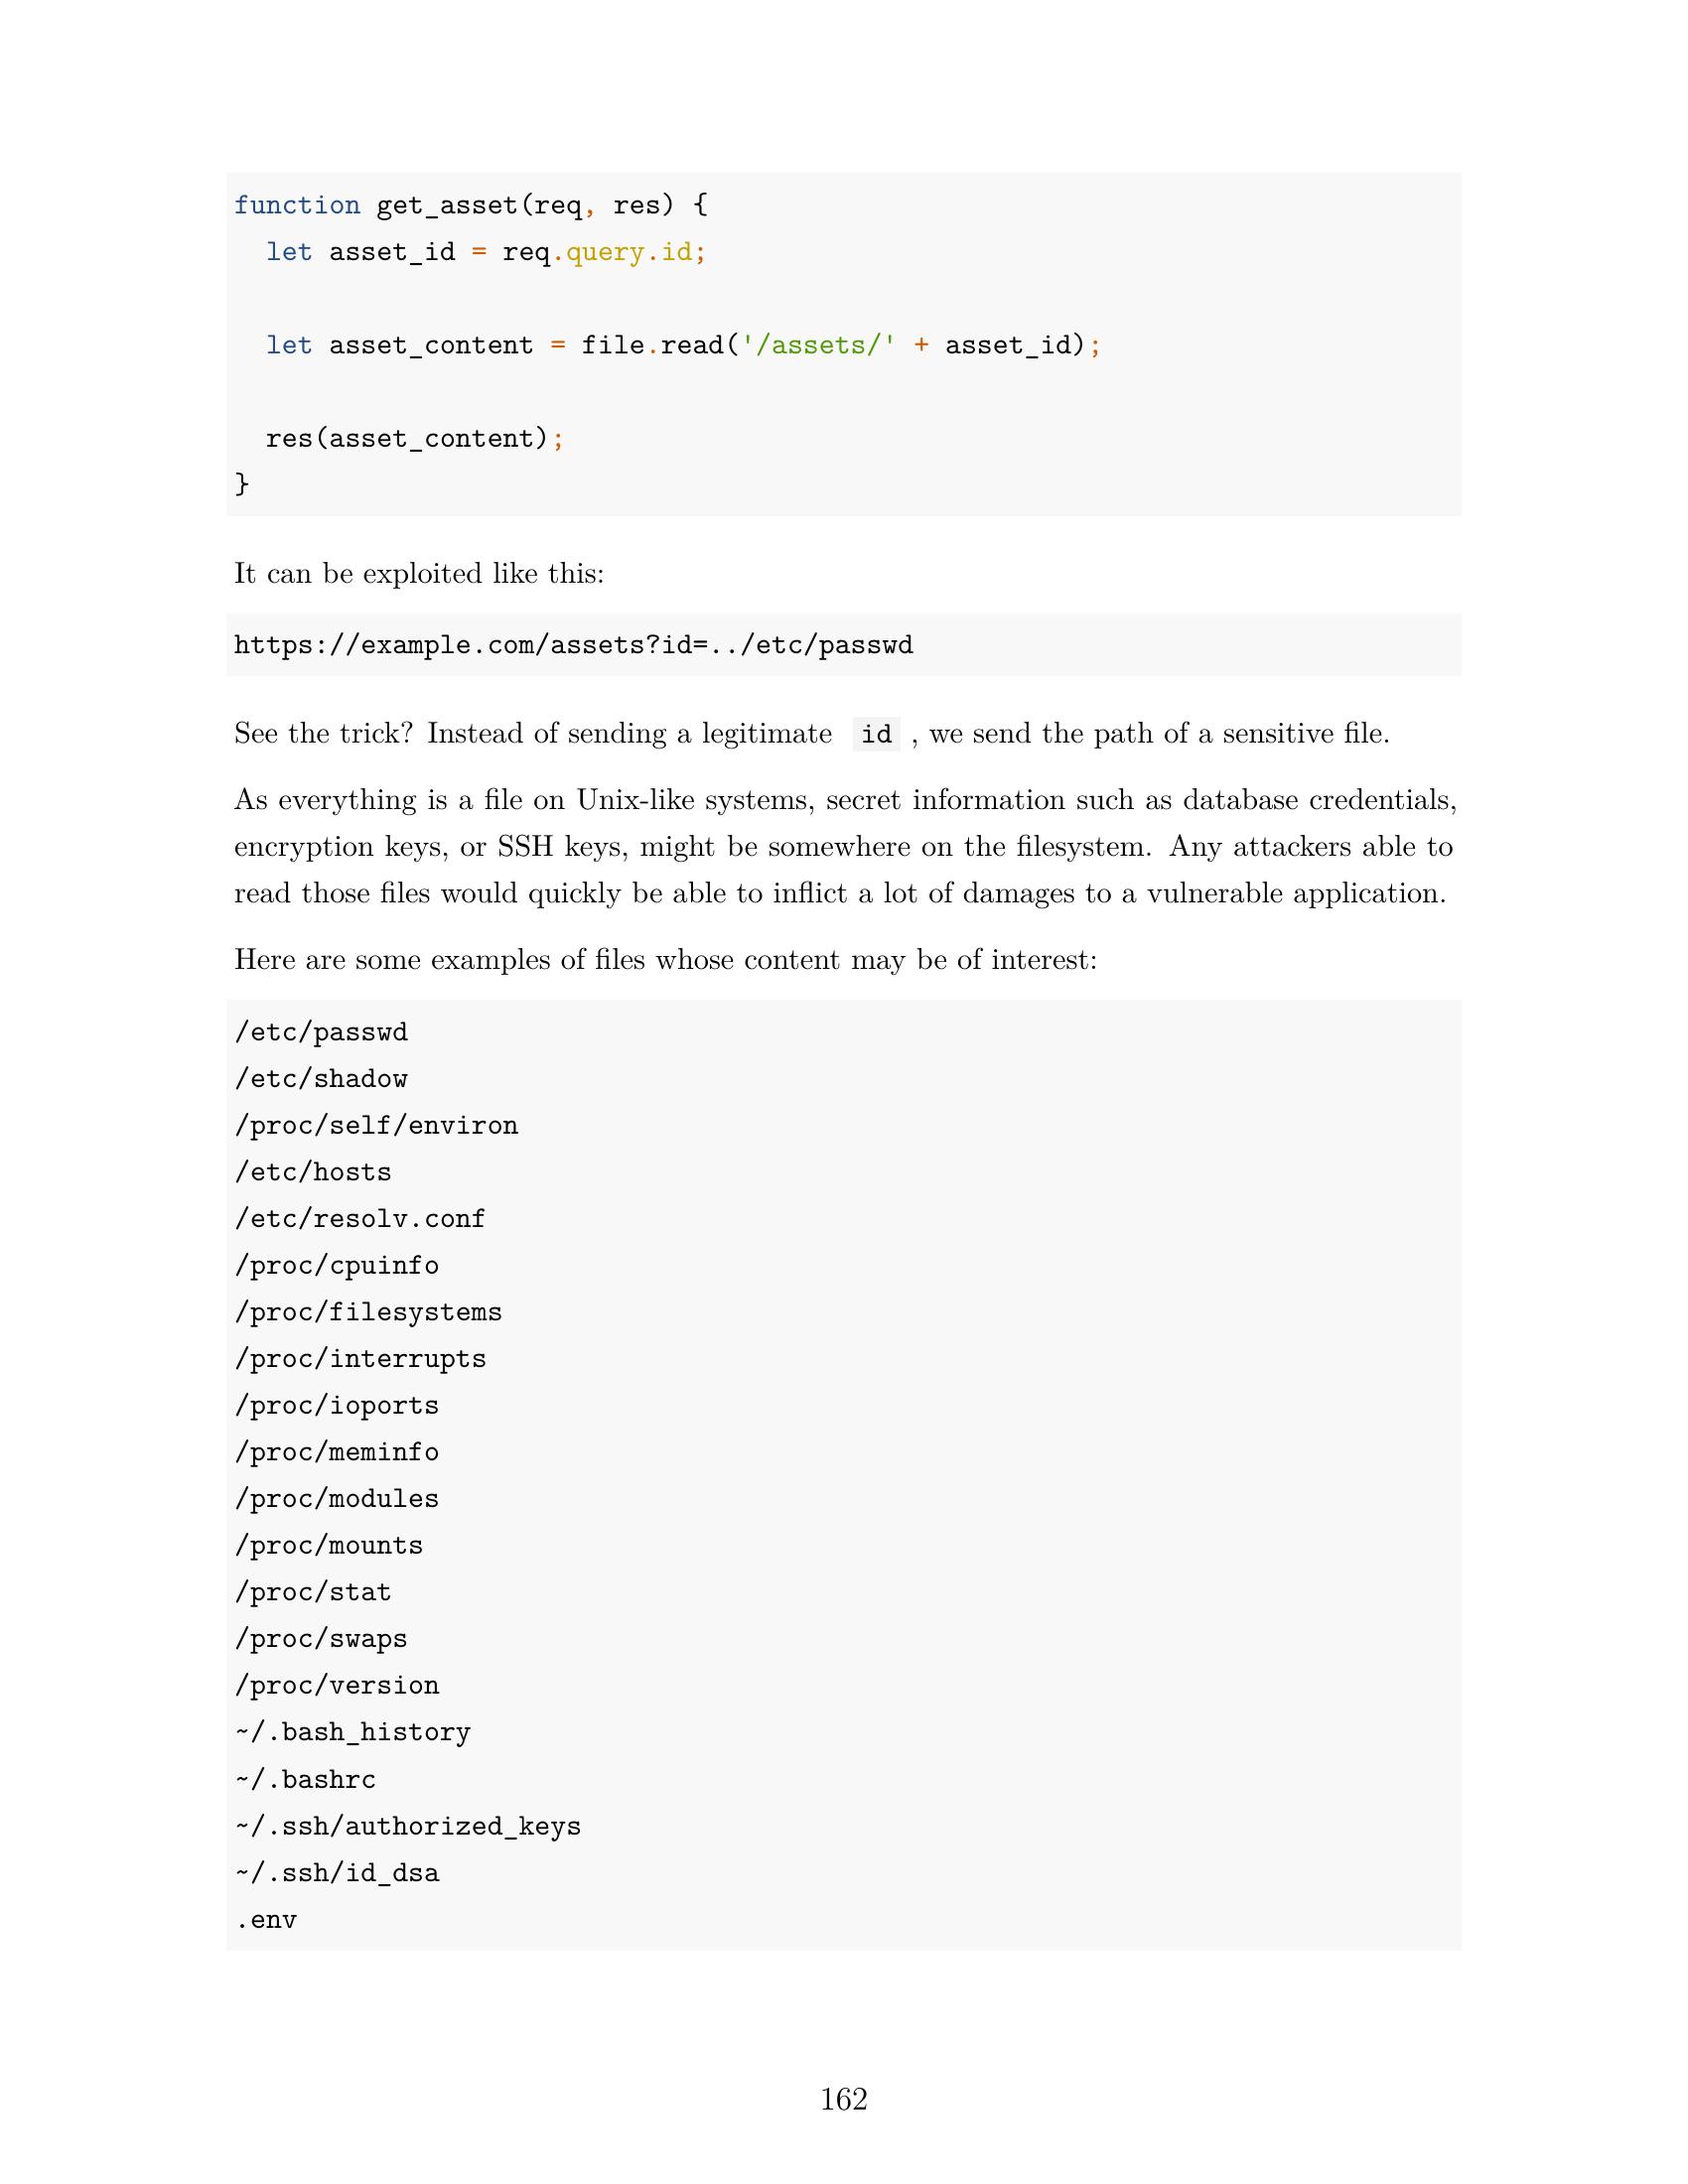 function get_asset(req, res) {
  let asset_id = req.query.id;
  let asset_content = file.read('/assets/' + asset_id);
  res(asset_content);
}
It can be exploited like this:
https://example.com/assets?id=../etc/passwd
See the trick? Instead of sending a legitimate id , we send the path of a sensitive file.
As everything is a file on Unix-like systems, secret information such as database credentials,
encryption keys, or SSH keys, might be somewhere on the filesystem. Any attackers able to
read those files would quickly be able to inflict a lot of damages to a vulnerable application.
Here are some examples of files whose content may be of interest:
/etc/passwd
/etc/shadow
/proc/self/environ
/etc/hosts
/etc/resolv.conf
/proc/cpuinfo
/proc/filesystems
/proc/interrupts
/proc/ioports
/proc/meminfo
/proc/modules
/proc/mounts
/proc/stat
/proc/swaps
/proc/version
~/.bash_history
~/.bashrc
~/.ssh/authorized_keys
~/.ssh/id_dsa
.env
162